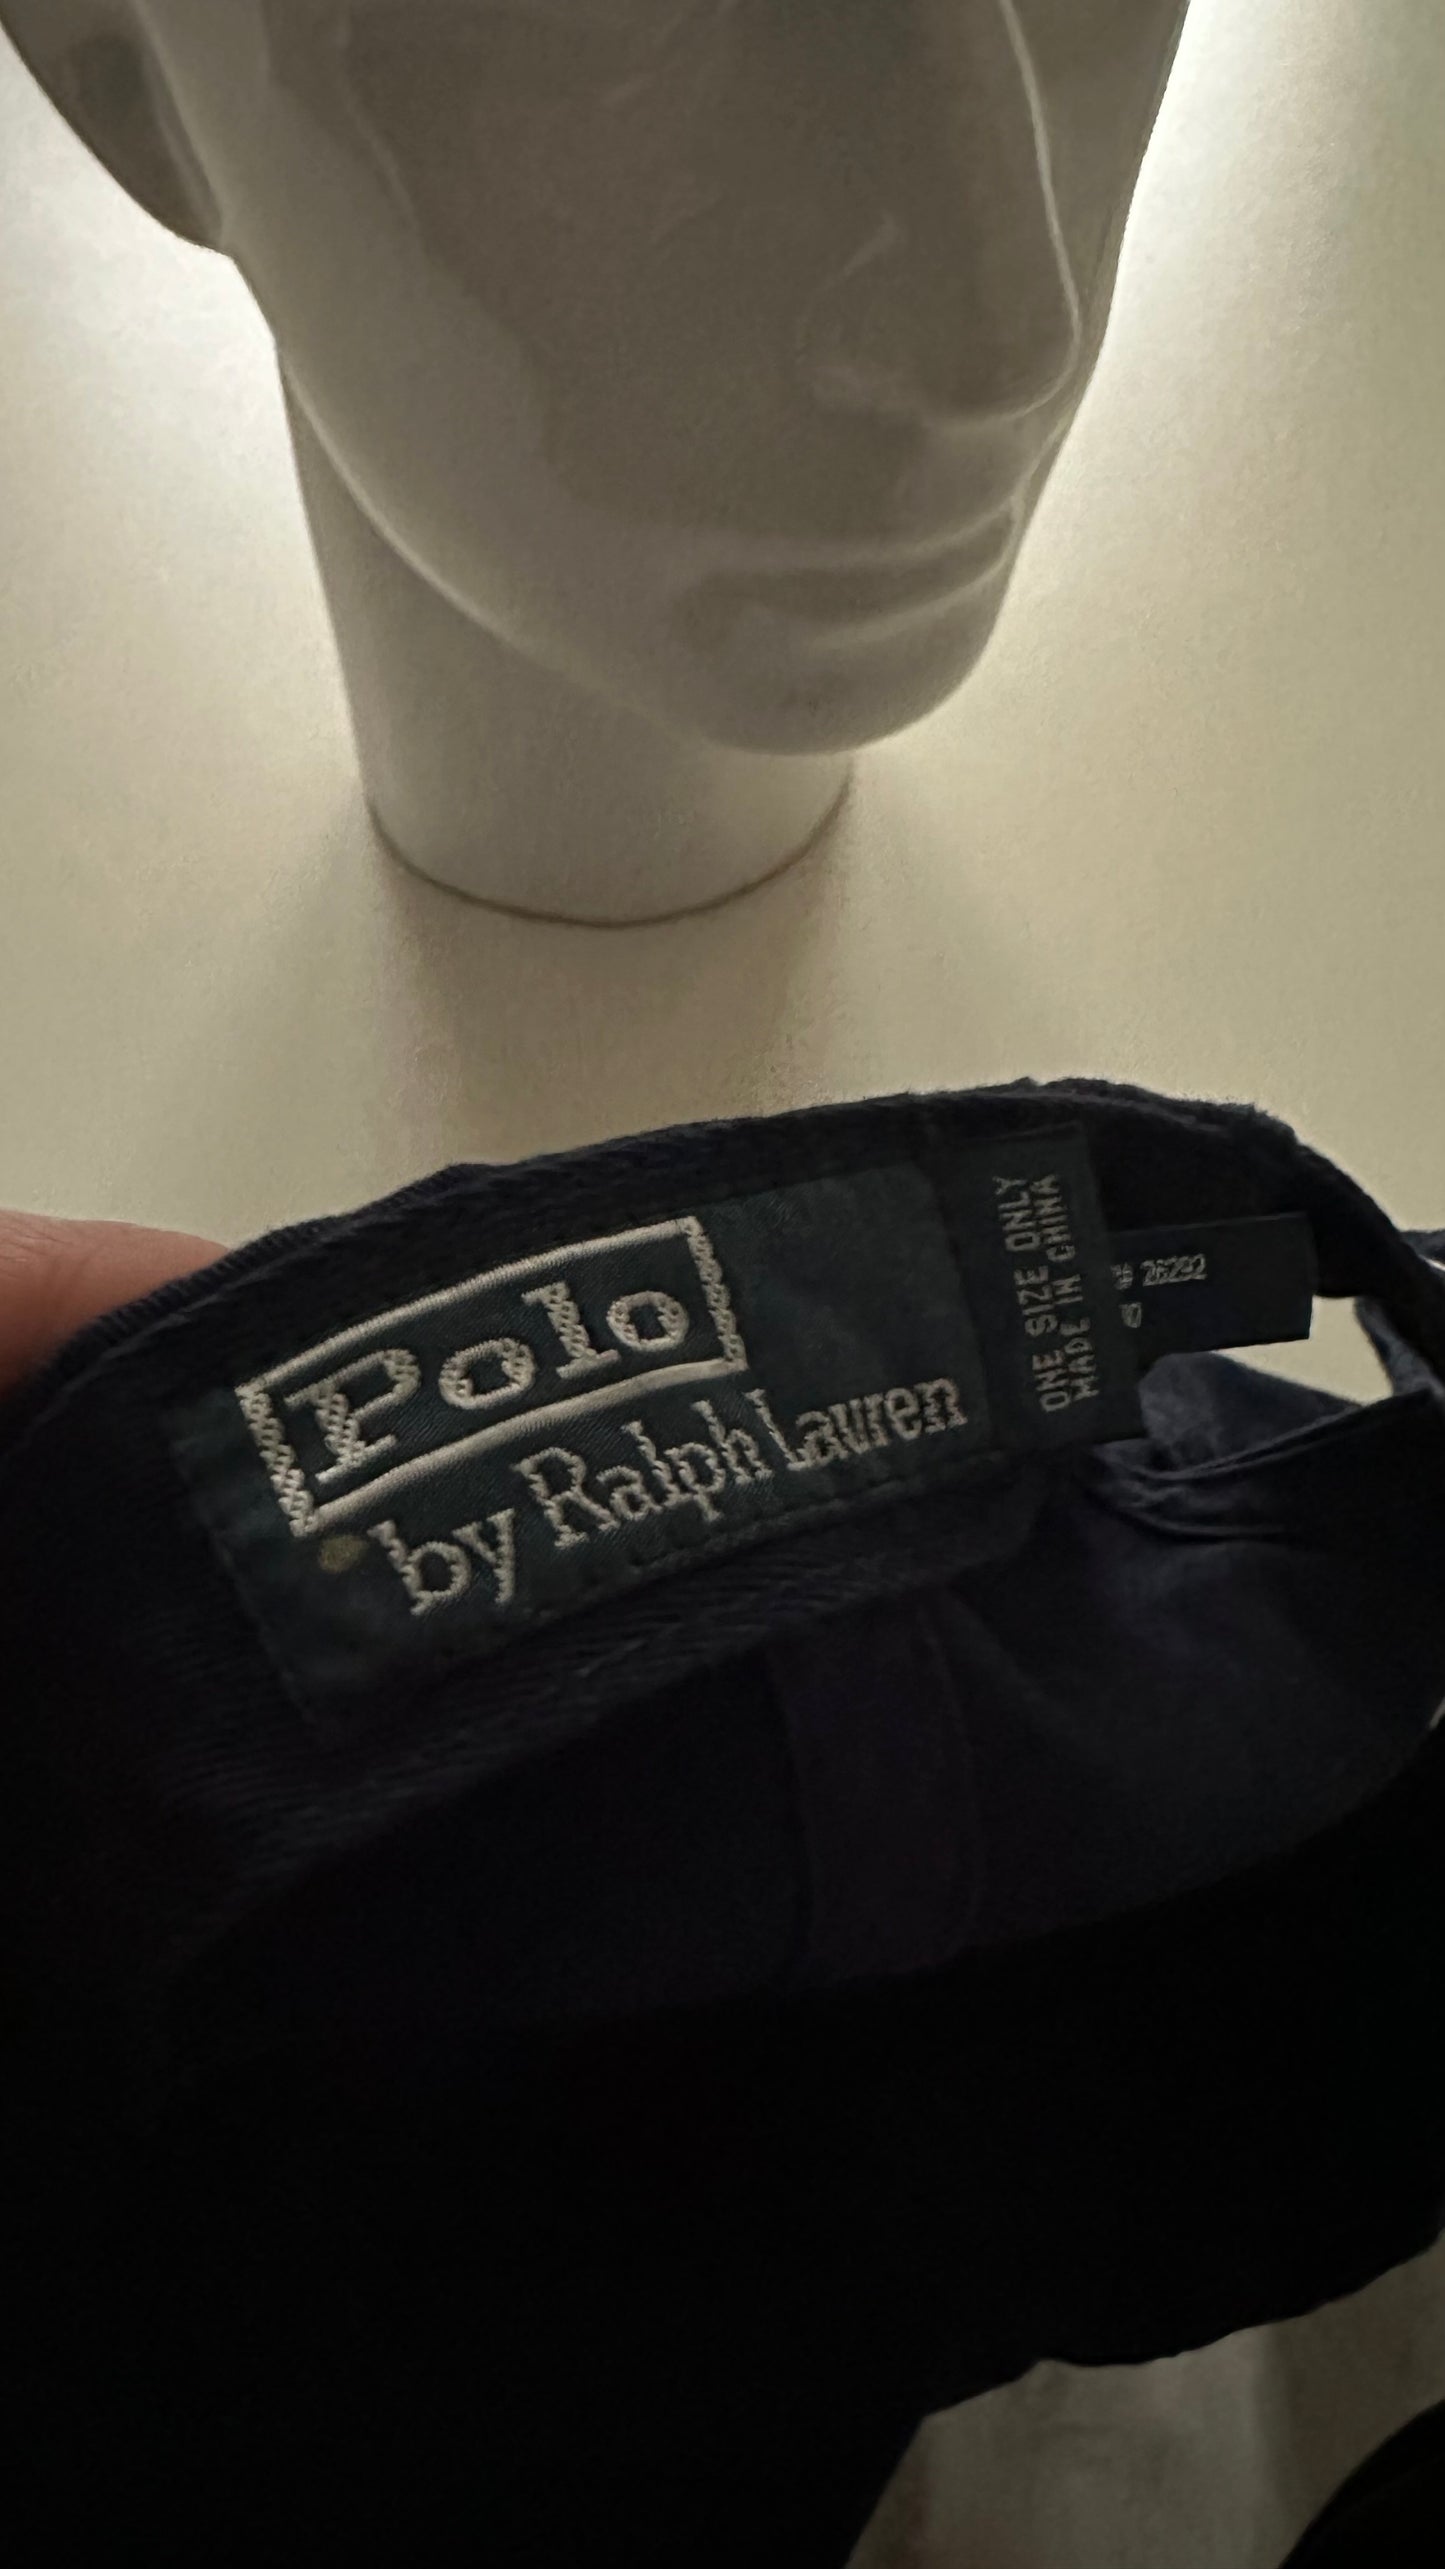 Polo
by Ralph Lauren
ONE SIZE ONLY
MADE IN CHINA